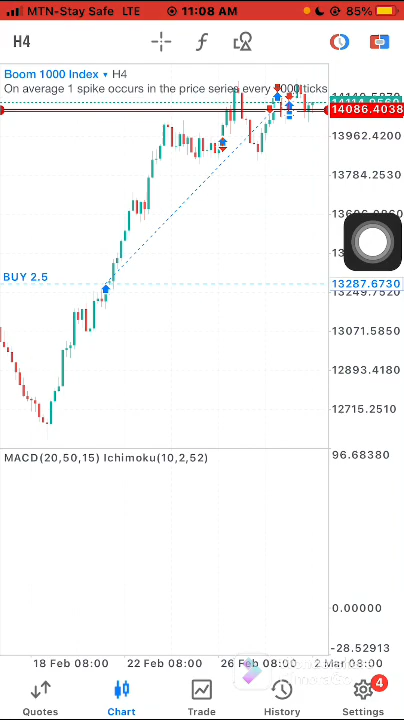 MTN-Stay Safe LTE 11:08 AM 85%
H4
Boom 1000 Index ▾ H4
On average 1 spike occurs in the price series every 1000 ticks
14086.4038
13962.4200
13784.2530
BUY 2.5
13287.6730
13249.7520
13071.5850
12893.4180
12715.2510
MACD(20,50,15) Ichimoku(10,2,52)
96.68380
0.00000
-28.52913
18 Feb 08:00 22 Feb 08:00 26 Feb 08:00 2 Mar 08:00
4
Quotes Chart Trade History Settings